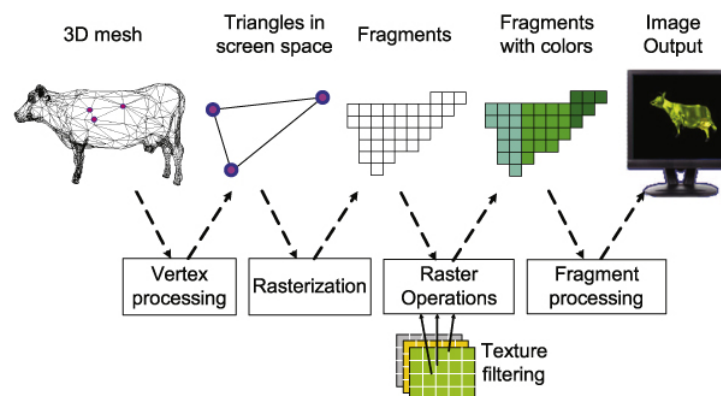 3D mesh
Triangles in
screen space
Fragments
Fragments
with colors
Image
Output
Vertex
processing
Rasterization
Raster
Operations
Fragment
processing
Texture
filtering